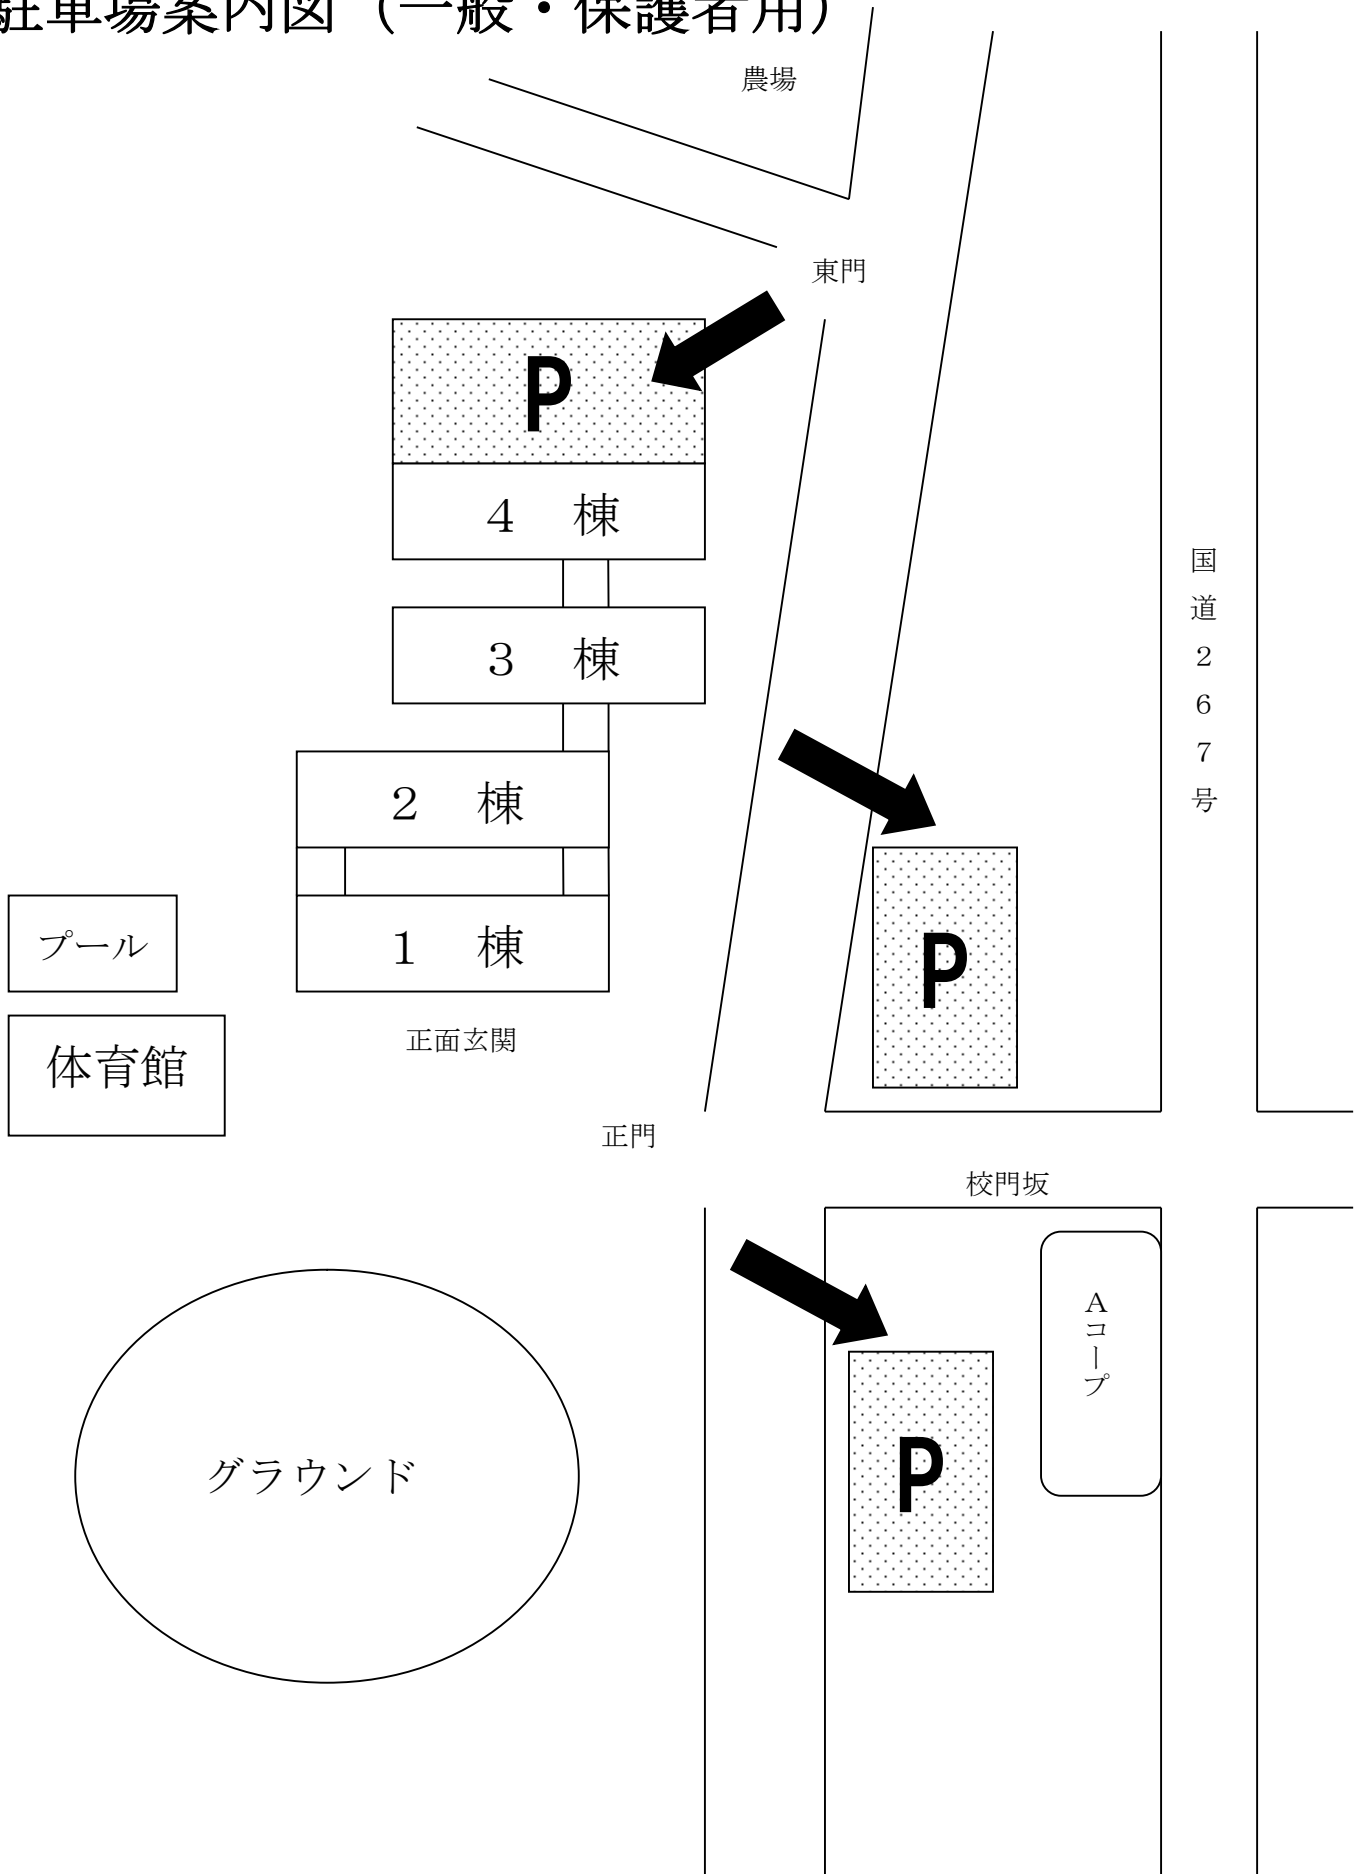 駐車場案内図（一般・保護者用）
農場
東門
P
４　棟
３　棟
国道２６７号
２　棟
プール
１　棟
P
体育館
正面玄関
正門
校門坂
Ａコープ
グラウンド
P